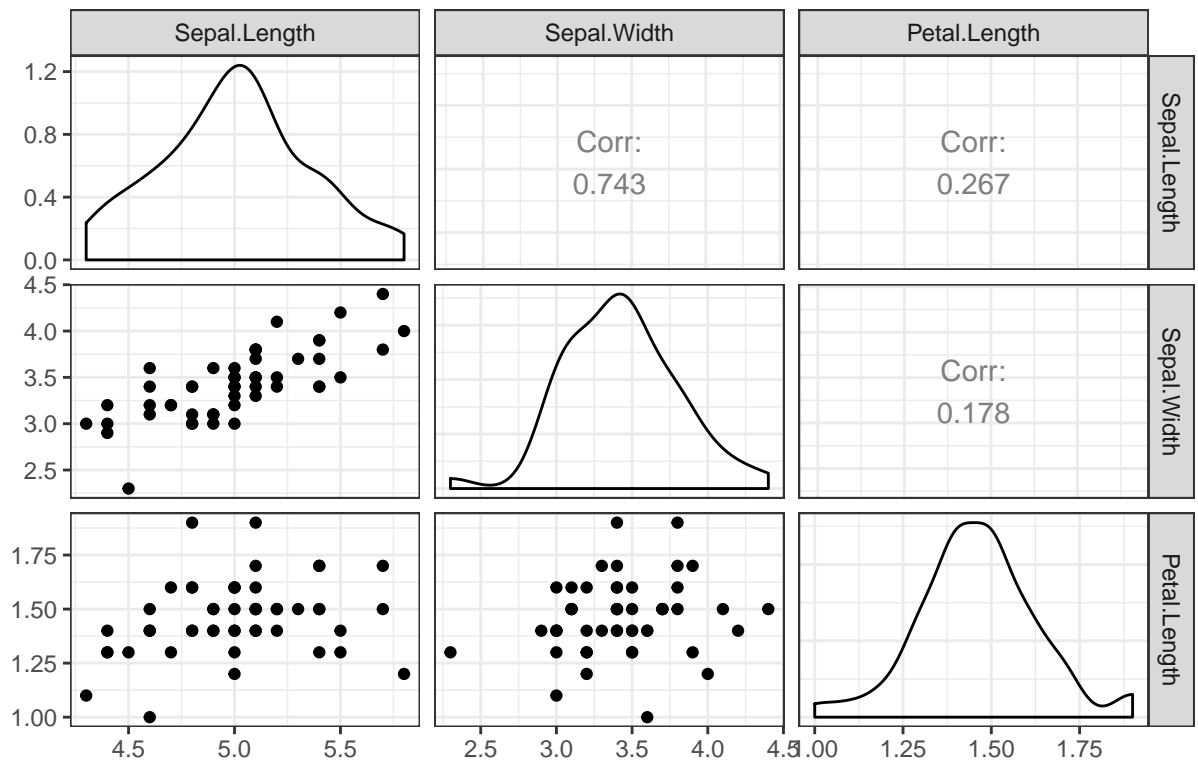 Sepal.Length
Sepal.Width
Petal.Length
1.2
0.8
0.4
0.0
Corr:
0.743
Corr:
0.267
Sepal.Length
4.5
4.0
3.5
3.0
2.5
Corr:
0.178
Sepal.Width
1.75
1.50
1.25
1.00
Petal.Length
4.5 5.0 5.5
2.5 3.0 3.5 4.0 4.5
1.00 1.25 1.50 1.75